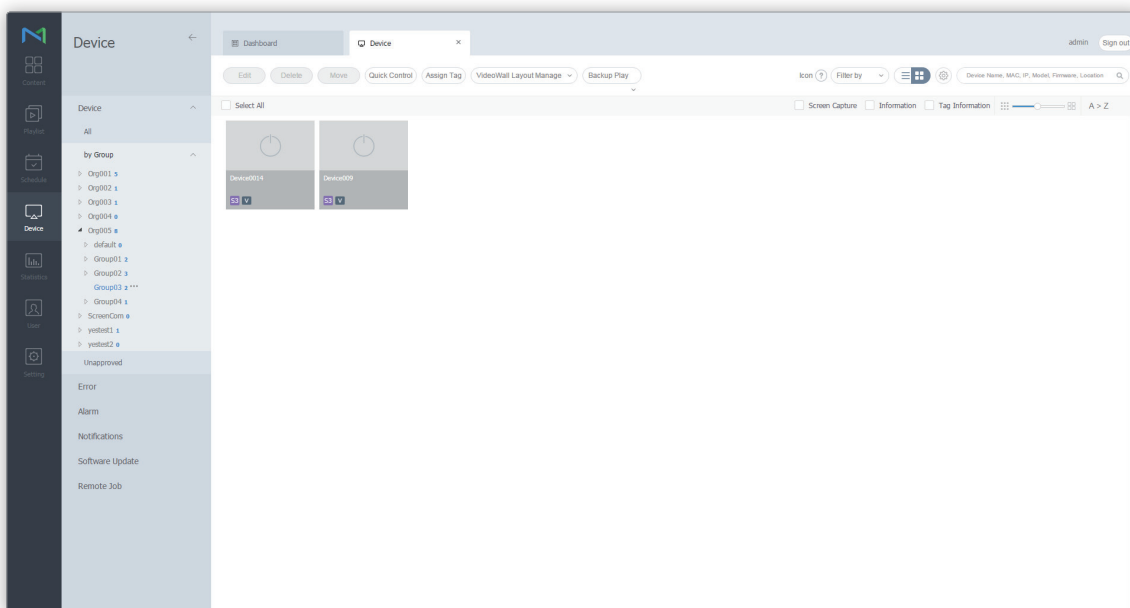 Device
Dashboard
Device
admin
Sign out
Content
Playlist
Schedule
Device
Statistics
User
Setting
Edit
Delete
Move
Quick Control
Assign Tag
VideoWall Layout Manage
Backup Play
Icon ?
Filter by
Device Name, MAC, IP, Model, Firmware, Location
Select All
Screen Capture
Information
Tag Information
A > Z
Device
All
by Group
Org001 5
Org002 1
Org003 1
Org004 0
Org005 8
default 0
Group01 2
Group02 3
Group03 2 ···
Group04 1
ScreenCom 0
yestest1 1
yestest2 0
Unapproved
Error
Alarm
Notifications
Software Update
Remote Job
Device0014
S3 V
Device009
S3 V